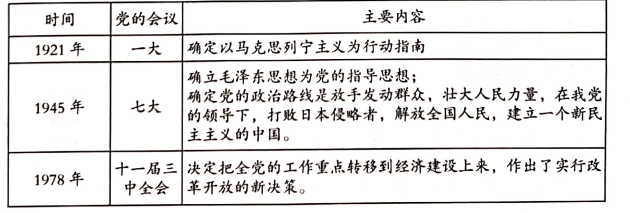 时间 党的会议 主要内容
1921 年 一大 确定以马克思列宁主义为行动指南
1945 年 七大 确立毛泽东思想为党的指导思想;
确定党的政治路线是放手发动群众，壮大人民力量，在我党
的领导下，打败日本侵略者，解放全国人民，建立一个新民
主主义的中国。
1978 年 十一届三
中全会 决定把全党的工作重点转移到经济建设上来，作出了实行改
革开放的新决策。